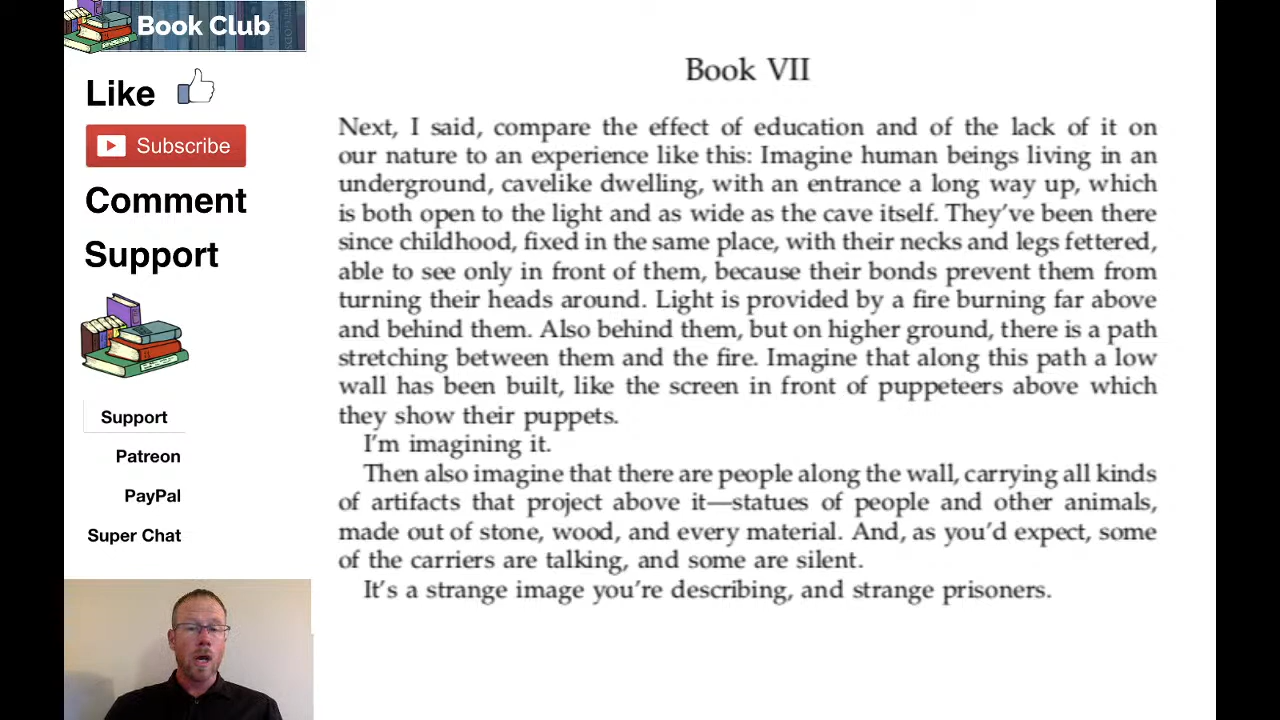 Book Club
Like
Subscribe
Comment
Support
Support
Patreon
PayPal
Super Chat
Book VII
Next, I said, compare the effect of education and of the lack of it on
our nature to an experience like this: Imagine human beings living in an
underground, cavelike dwelling, with an entrance a long way up, which
is both open to the light and as wide as the cave itself. They’ve been there
since childhood, fixed in the same place, with their necks and legs fettered,
able to see only in front of them, because their bonds prevent them from
turning their heads around. Light is provided by a fire burning far above
and behind them. Also behind them, but on higher ground, there is a path
stretching between them and the fire. Imagine that along this path a low
wall has been built, like the screen in front of puppeteers above which
they show their puppets.
I’m imagining it.
Then also imagine that there are people along the wall, carrying all kinds
of artifacts that project above it—statues of people and other animals,
made out of stone, wood, and every material. And, as you’d expect, some
of the carriers are talking, and some are silent.
It’s a strange image you’re describing, and strange prisoners.